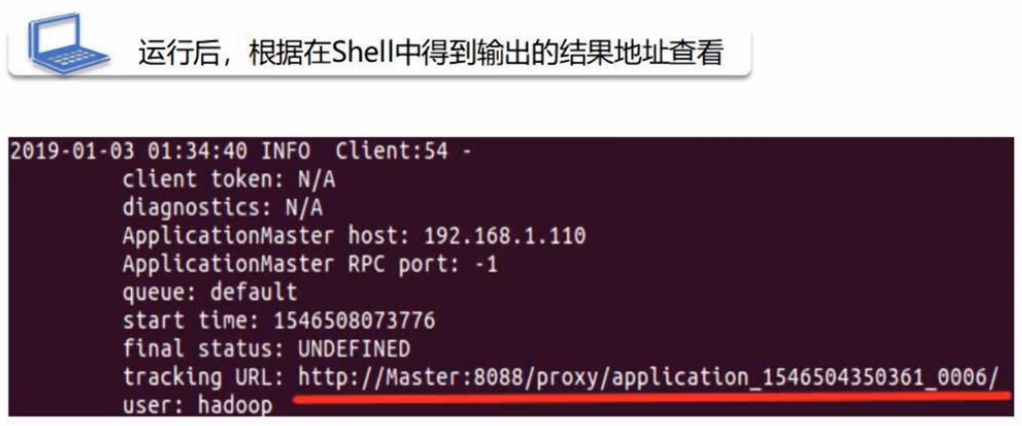 运行后，根据在Shell中得到输出的结果地址查看
2019-01-03 01:34:40 INFO  Client:54 -
client token: N/A
diagnostics: N/A
ApplicationMaster host: 192.168.1.110
ApplicationMaster RPC port: -1
queue: default
start time: 1546508073776
final status: UNDEFINED
tracking URL: http://Master:8088/proxy/application_1546504350361_0006/
user: hadoop